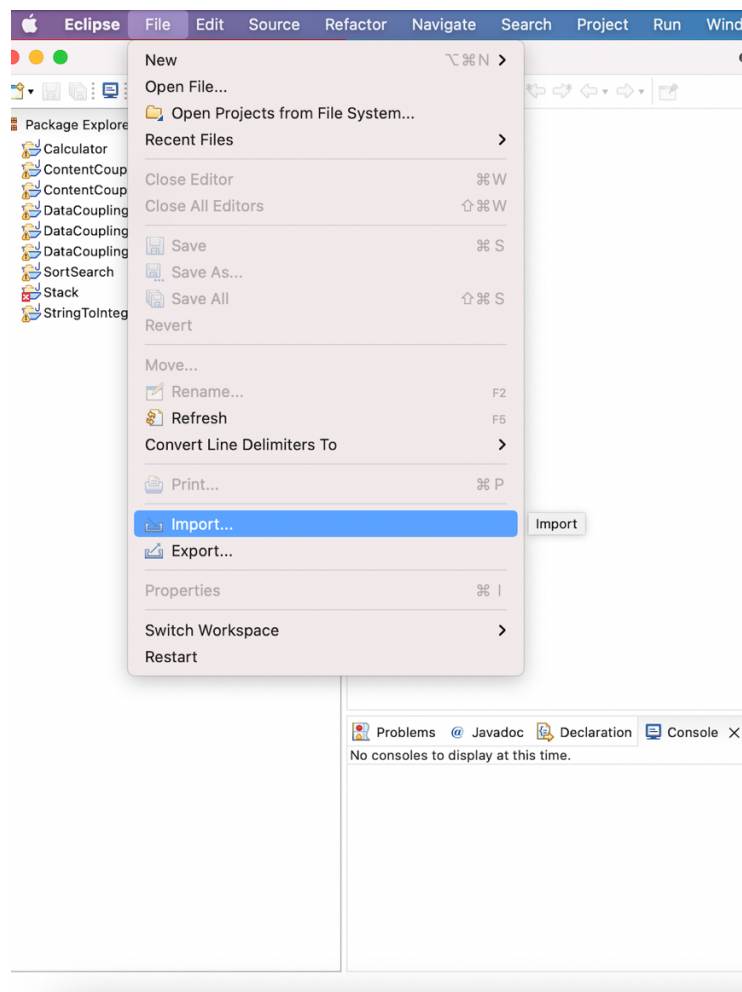 Eclipse File Edit Source Refactor Navigate Search Project Run Wind
New ⌥⌘N
Open File...
Open Projects from File System...
Recent Files
Close Editor ⌘W
Close All Editors ⇧⌘W
Save ⌘S
Save As...
Save All ⇧⌘S
Revert
Move...
Rename... F2
Refresh F5
Convert Line Delimiters To
Print... ⌘P
Import...
Import
Export...
Properties ⌘I
Switch Workspace
Restart
Package Explore
Calculator
ContentCoup
ContentCoup
DataCoupling
DataCoupling
DataCoupling
SortSearch
Stack
StringToInteg
Problems @ Javadoc Declaration Console
No consoles to display at this time.